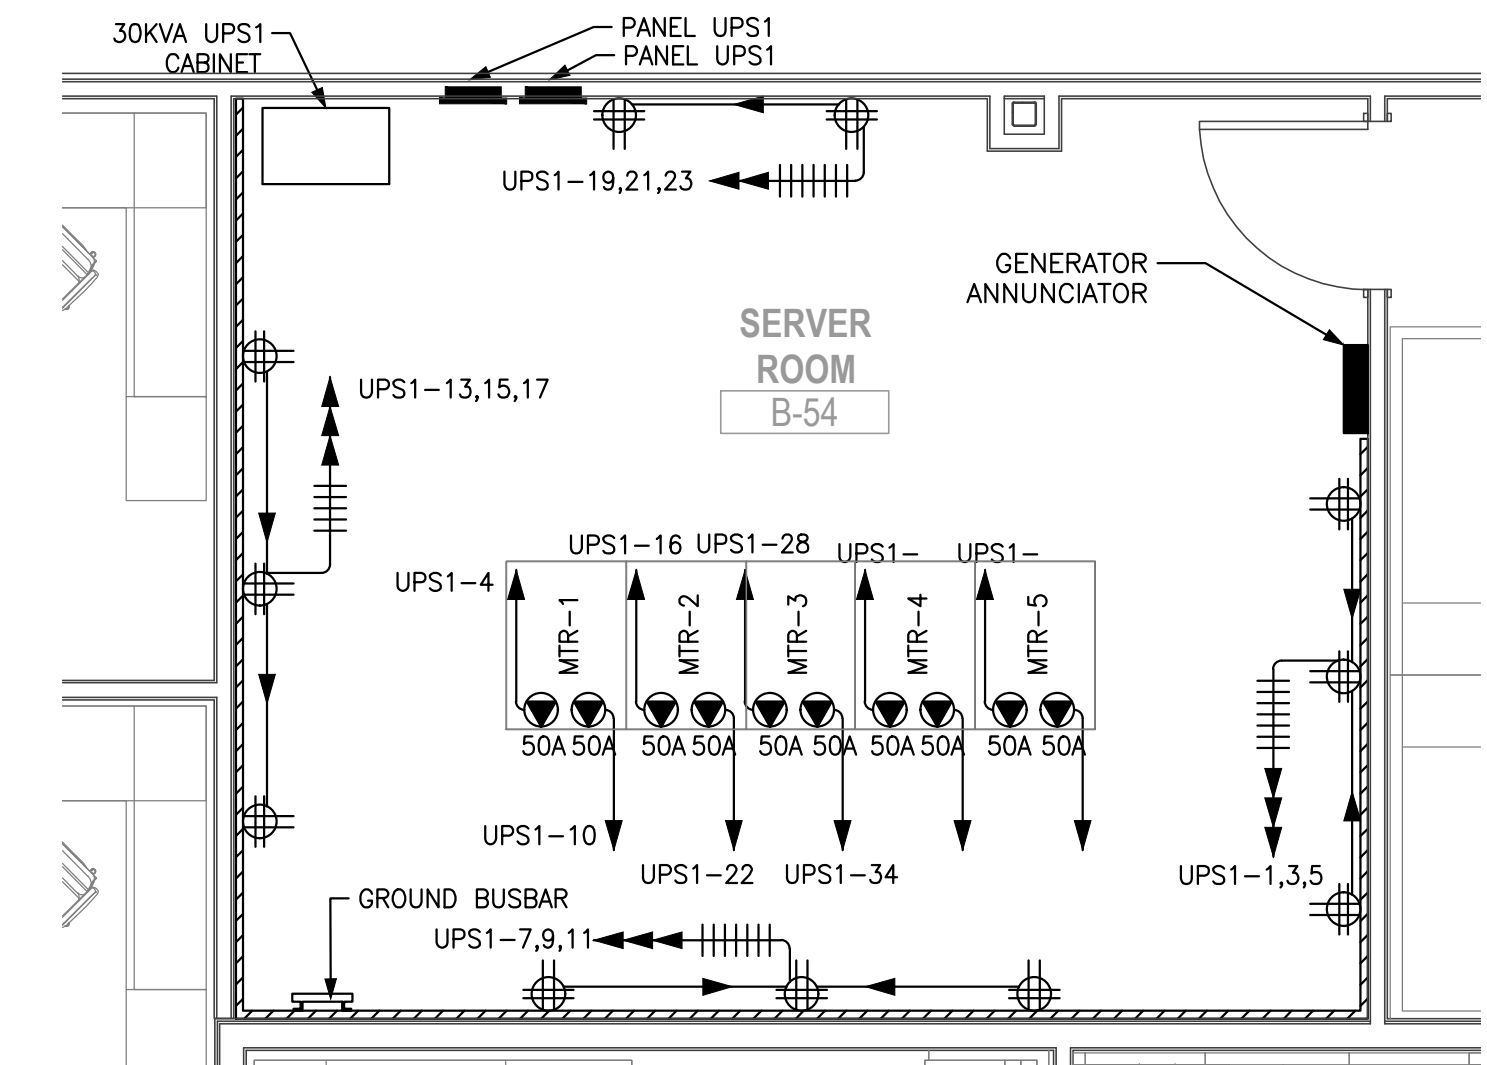 30KVA UPS1
CABINET
PANEL UPS1
PANEL UPS1
UPS1-19,21,23
GENERATOR
ANNUNCIATOR
SERVER
ROOM
B-54
UPS1-13,15,17
UPS1-16
UPS1-28
UPS1-
UPS1-
UPS1-4
MTR-1
MTR-2
MTR-3
MTR-4
MTR-5
50A 50A
50A 50A
50A 50A
50A 50A
50A 50A
UPS1-10
UPS1-22
UPS1-34
UPS1-1,3,5
GROUND BUSBAR
UPS1-7,9,11